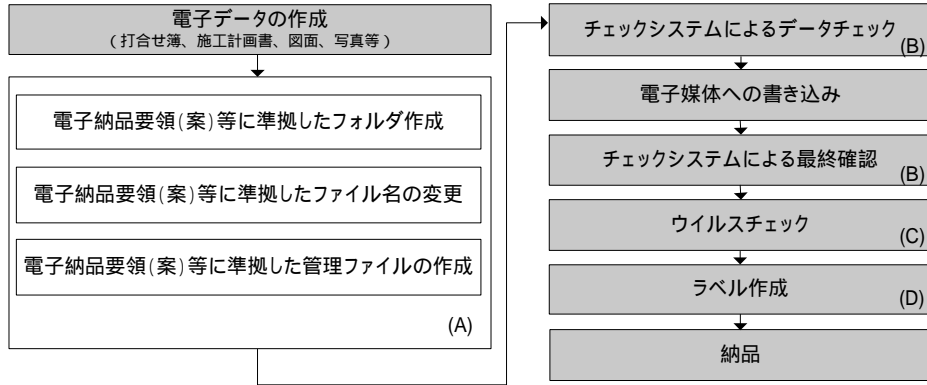 電子データの作成
(打合せ簿、施工計画書、図面、写真等)
電子納品要領(案)等に準拠したフォルダ作成
電子納品要領(案)等に準拠したファイル名の変更
電子納品要領(案)等に準拠した管理ファイルの作成
(A)
チェックシステムによるデータチェック
(B)
電子媒体への書き込み
チェックシステムによる最終確認
(B)
ウイルスチェック
(C)
ラベル作成
(D)
納品